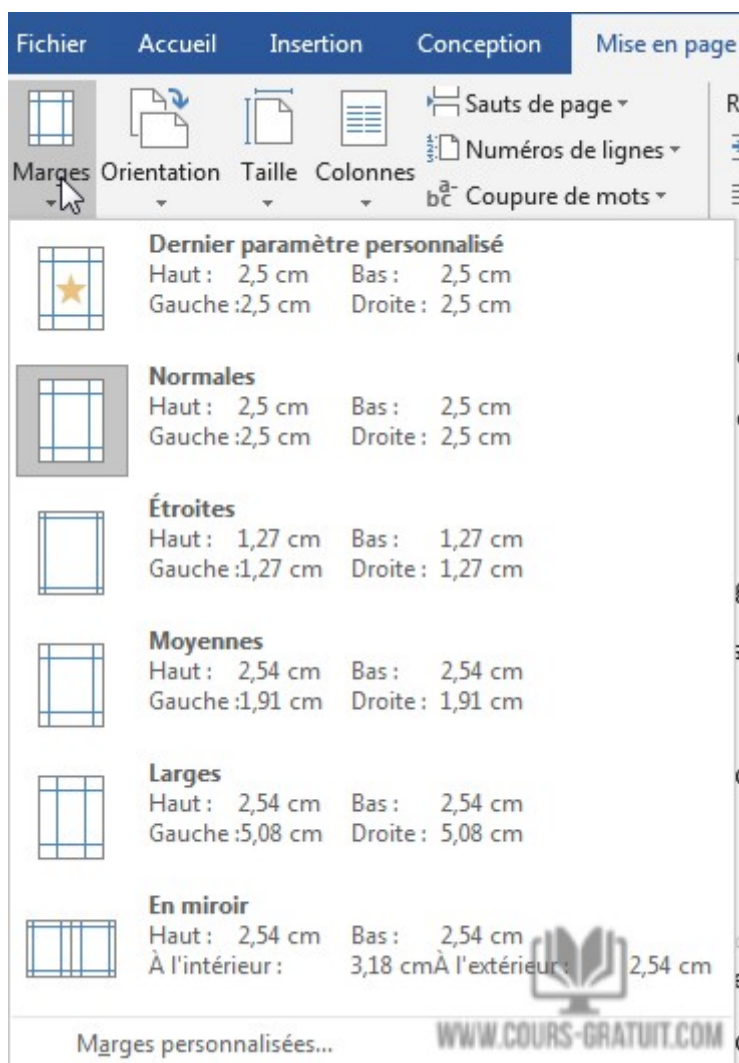 Fichier Accueil Insertion Conception Mise en page
Sauts de page
Numéros de lignes
Marges Orientation Taille Colonnes
Coupure de mots
Dernier paramètre personnalisé
Haut : 2,5 cm Bas : 2,5 cm
Gauche :2,5 cm Droite : 2,5 cm
Normales
Haut : 2,5 cm Bas : 2,5 cm
Gauche :2,5 cm Droite : 2,5 cm
Étroites
Haut : 1,27 cm Bas : 1,27 cm
Gauche :1,27 cm Droite : 1,27 cm
Moyennes
Haut : 2,54 cm Bas : 2,54 cm
Gauche :1,91 cm Droite : 1,91 cm
Larges
Haut : 2,54 cm Bas : 2,54 cm
Gauche :5,08 cm Droite : 5,08 cm
En miroir
Haut : 2,54 cm Bas : 2,54 cm
À l'intérieur : 3,18 cmÀ l'extérieur : 2,54 cm
Marges personnalisées...
WWW.COURS-GRATUIT.COM